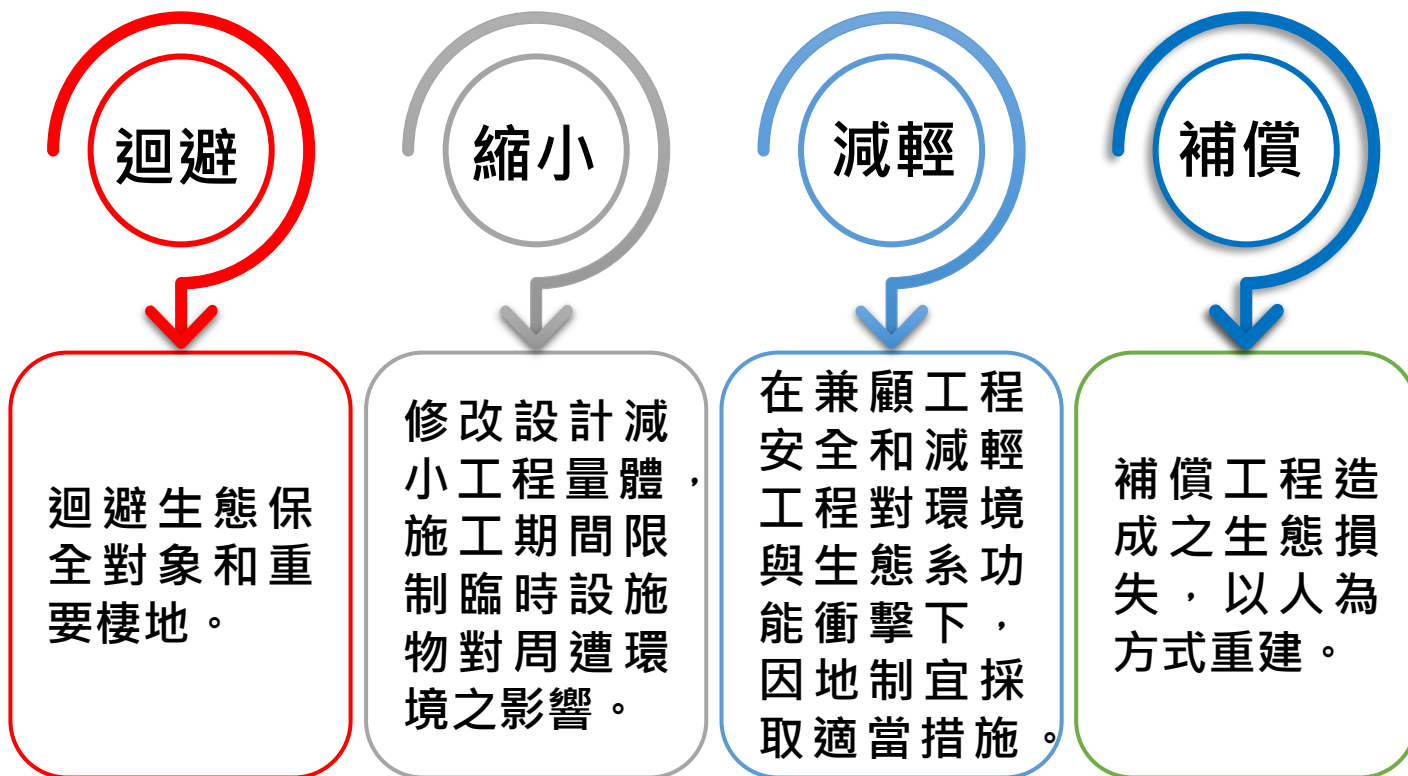 迴避
縮小
減輕
補償
迴避生態保
全對象和重
要棲地。
修改設計減
小工程量體，
施工期間限
制臨時設施
物對周遭環
境之影響。
在兼顧工程
安全和減輕
工程對環境
與生態系功
能衝擊下，
因地制宜採
取適當措施。
補償工程造
成之生態損
失，以人為
方式重建。